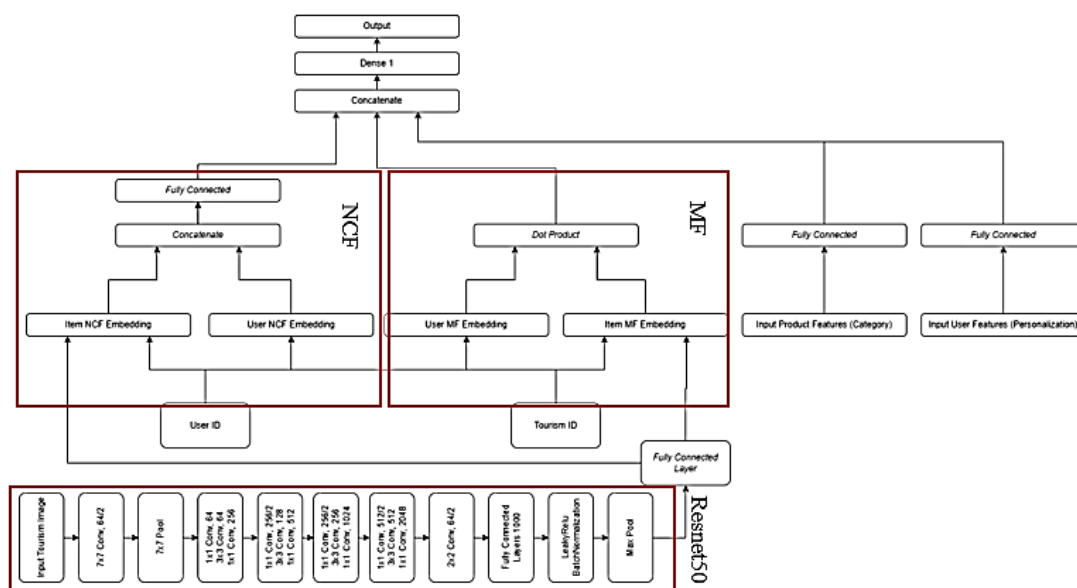 Output
Dense 1
Concatenate
Fully Connected
Concatenate
NCF
Item NCF Embedding
User NCF Embedding
Dot Product
MF
User MF Embedding
Item MF Embedding
Fully Connected
Fully Connected
Input Product Features (Category)
Input User Features (Personalization)
User ID
Tourism ID
Fully Connected
Layer
Resnet50
Input Tourism Image
7x7 Conv, 64/2
7x7 Pool
1x1 Conv, 64
3x3 Conv, 64
1x1 Conv, 256
1x1 Conv, 256/2
3x3 Conv, 128
1x1 Conv, 512
1x1 Conv, 256/2
3x3 Conv, 256
1x1 Conv, 1024
1x1 Conv, 512/2
3x3 Conv, 512
1x1 Conv, 2048
2x2 Conv, 64/2
Fully Connected
Layers 1000
LeakyRelu
BatchNormalization
Max Pool